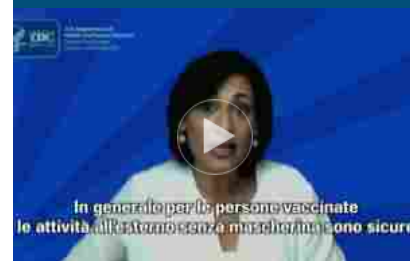 CDC
In generale per le persone vaccinate
le attività all'esterno senza mascherina sono sicure